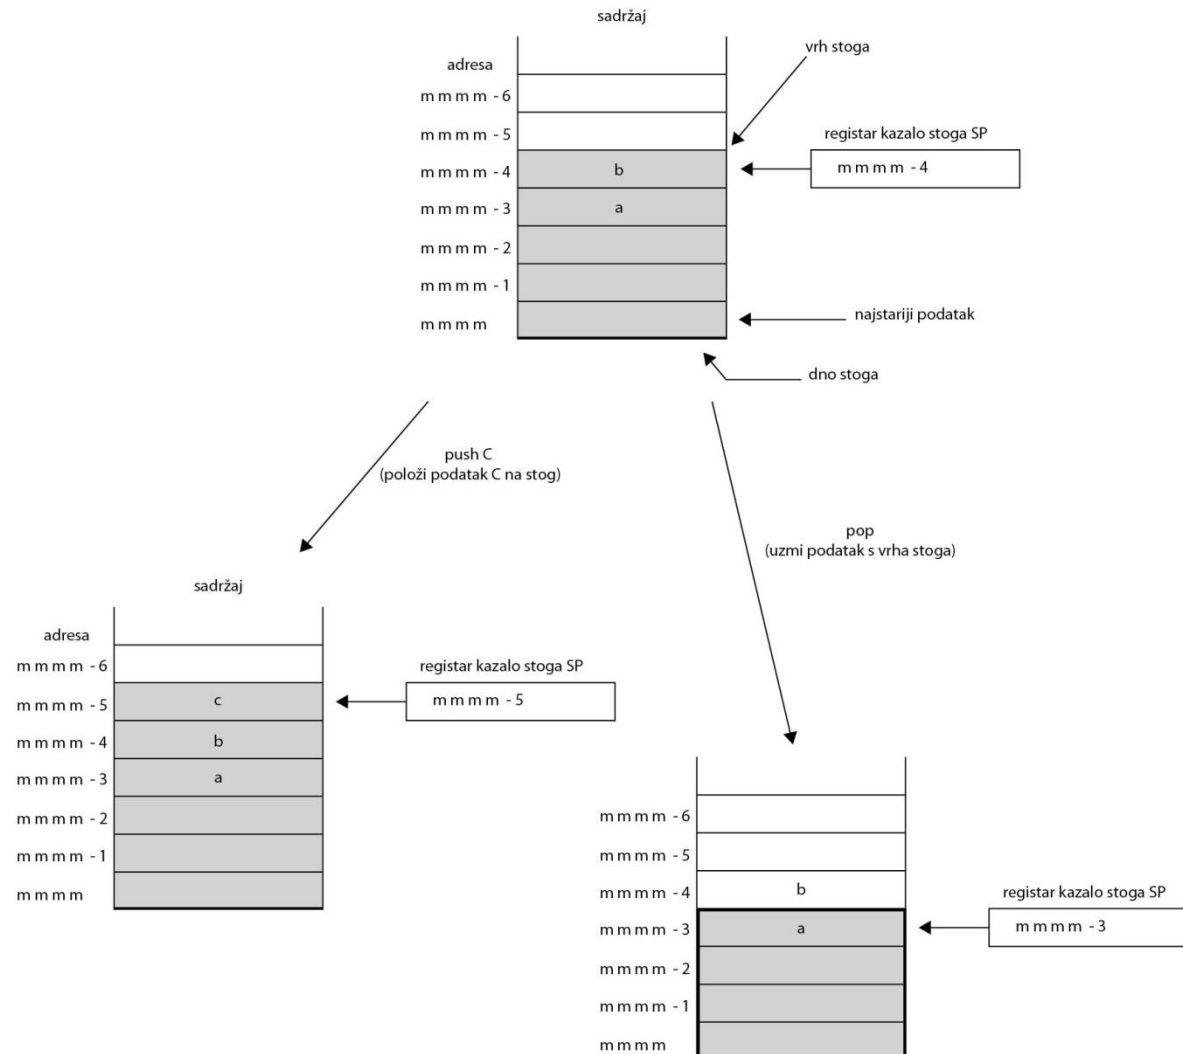 sadržaj
vrh stoga
adresa
m m m m - 6
m m m m - 5
registar kazalo stoga SP
m m m m - 4
b
m m m m - 4
m m m m - 3
a
m m m m - 2
m m m m - 1
m m m m
najstariji podatak
dno stoga
push C
(položi podatak C na stog)
pop
(uzmi podatak s vrha stoga)
sadržaj
adresa
m m m m - 6
registar kazalo stoga SP
m m m m - 5
c
m m m m - 5
m m m m - 4
b
m m m m - 3
a
m m m m - 2
m m m m - 1
m m m m
m m m m - 6
m m m m - 5
m m m m - 4
b
registar kazalo stoga SP
m m m m - 3
a
m m m m - 3
m m m m - 2
m m m m - 1
m m m m